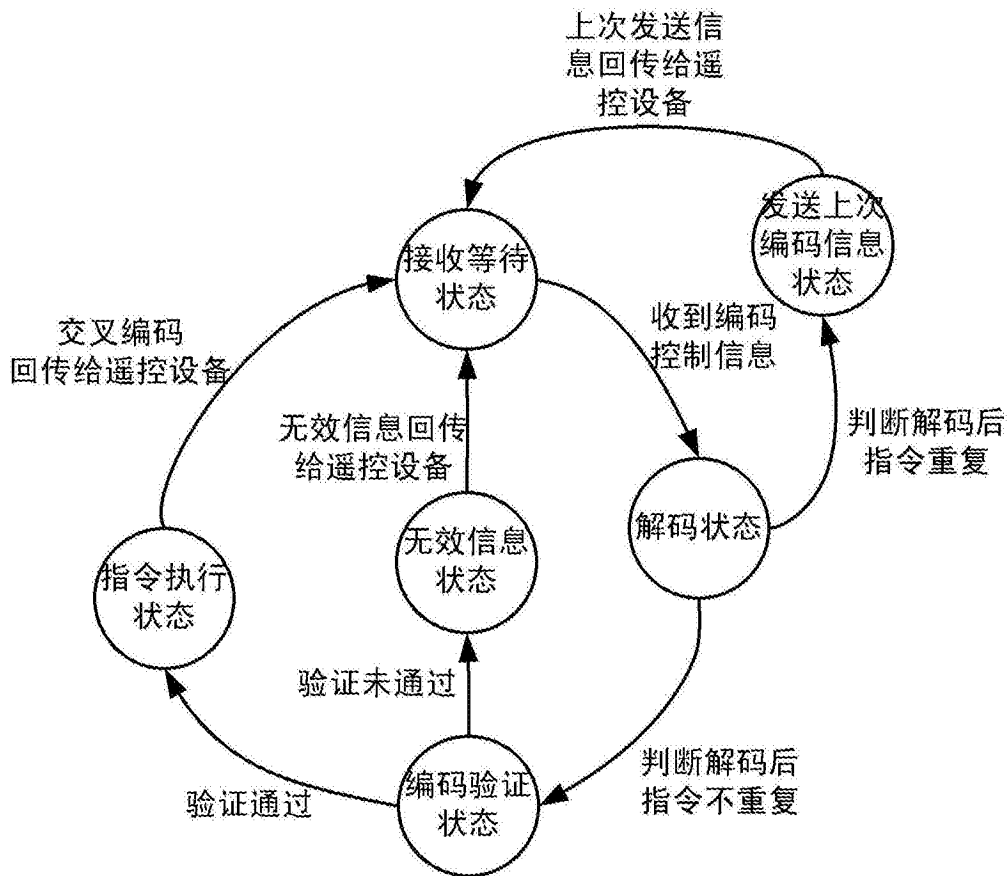 上次发送信
息回传给遥
控设备
发送上次
编码信息
状态
接收等待
状态
收到编码
控制信息
交叉编码
回传给遥控设备
无效信息回传
给遥控设备
判断解码后
指令重复
解码状态
无效信息
状态
指令执行
状态
验证未通过
判断解码后
指令不重复
编码验证
状态
验证通过